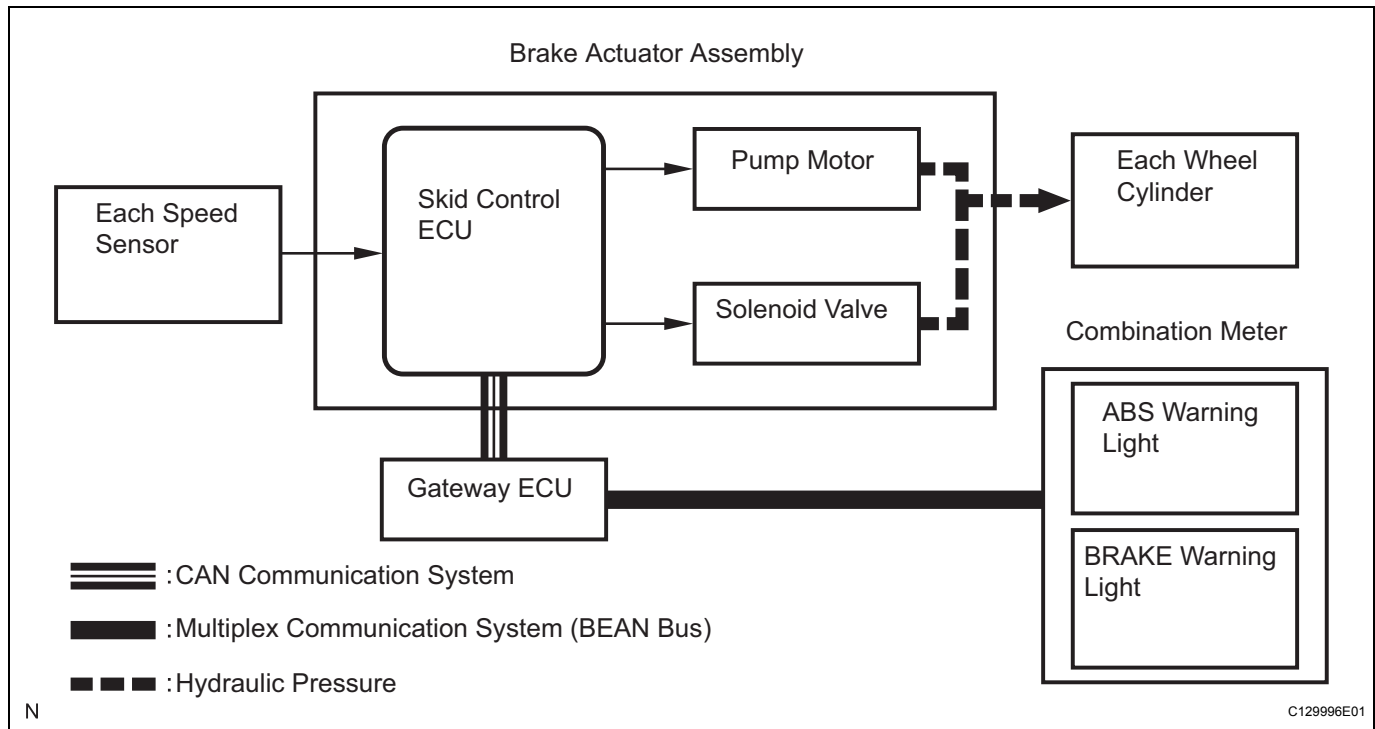 Brake Actuator Assembly
Each Speed
Sensor
Skid Control
ECU
Pump Motor
Solenoid Valve
Each Wheel
Cylinder
Combination Meter
ABS Warning
Light
BRAKE Warning
Light
Gateway ECU
:CAN Communication System
:Multiplex Communication System (BEAN Bus)
:Hydraulic Pressure
N
C129996E01